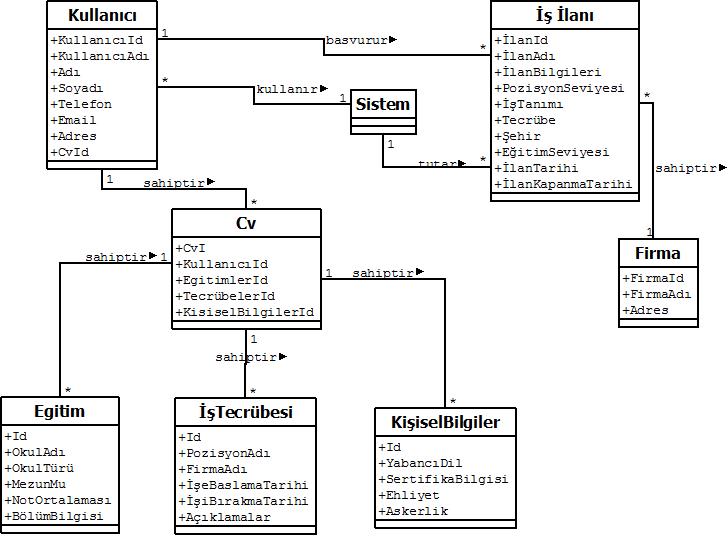 Kullanıcı
+KullanıcıId
+KullanıcıAdı
+Adı
+Soyadı
+Telefon
+Email
+Adres
+CvId
1
basvurur
*
*
kullanır
1
Sistem
1
tutar
*
İş İlanı
+İlanId
+İlanAdı
+İlanBilgileri
+PozisyonSeviyesi
+İşTanımı
+Tecrübe
+Şehir
+EğitimSeviyesi
+İlanTarihi
+İlanKapanmaTarihi
*
sahiptir
1
Firma
+FirmaId
+FirmaAdı
+Adres
1
sahiptir
*
Cv
+CvI
+KullanıcıId
+EgitimlerId
+TecrübelerId
+KisiselBilgilerId
sahiptir
1
*
1
sahiptir
*
1
sahiptir
*
Egitim
+Id
+OkulAdı
+OkulTürü
+MezunMu
+NotOrtalaması
+BölümBilgisi
İşTecrübesi
+Id
+PozisyonAdı
+FirmaAdı
+İşeBaslamaTarihi
+İşiBırakmaTarihi
+Açıklamalar
KişiselBilgiler
+Id
+YabancıDil
+SertifikaBilgisi
+Ehliyet
+Askerlik